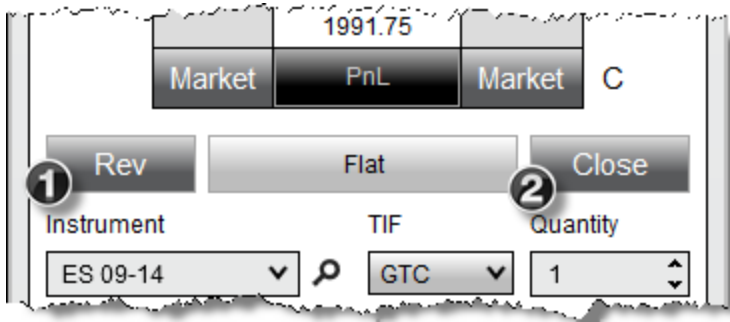 1991.75
Market PnL Market C
1 Rev Flat 2 Close
Instrument TIF Quantity
ES 09-14 GTC 1